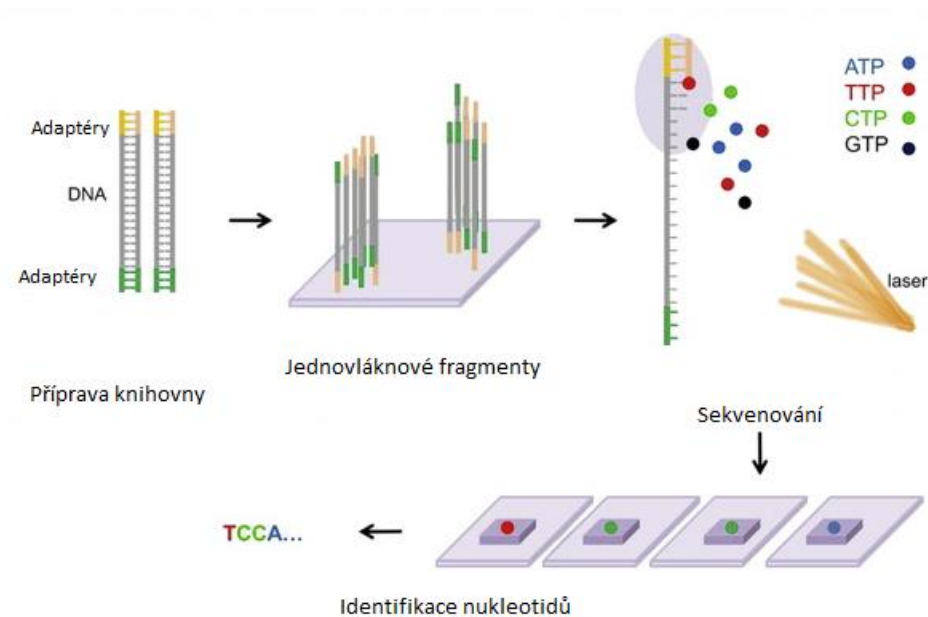 Adaptéry
DNA
Adaptéry
Příprava knihovny
Jednovláknové fragmenty
ATP
TTP
CTP
GTP
laser
Sekvenování
TCCA...
Identifikace nukleotidů